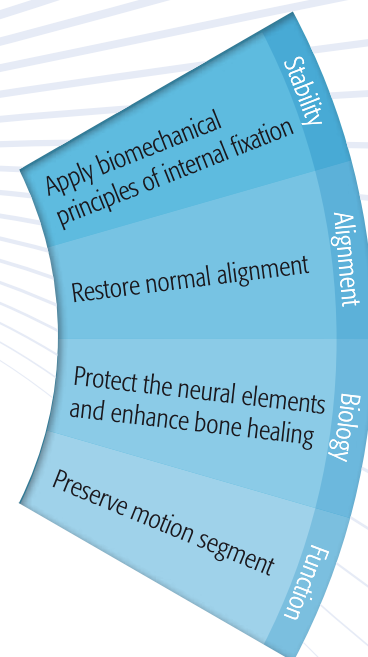 Stability
Apply biomechanical
principles of internal fixation
Alignment
Restore normal alignment
Biology
Protect the neural elements
and enhance bone healing
Function
Preserve motion segment